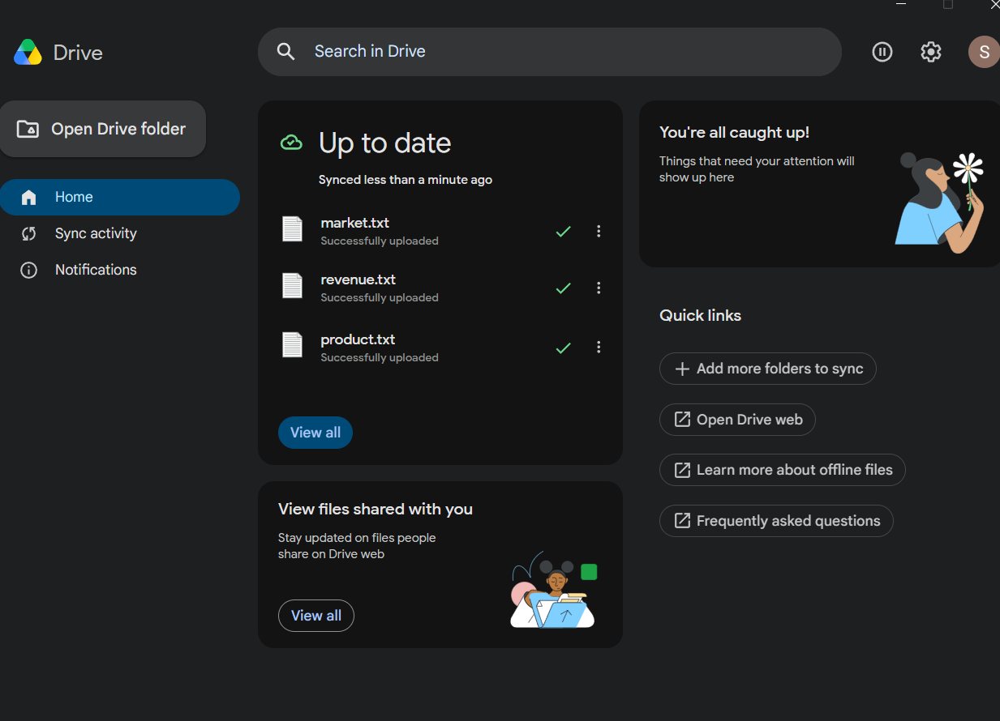 Drive
Search in Drive
S
Open Drive folder
Home
Sync activity
Notifications
Up to date
Synced less than a minute ago
market.txt
Successfully uploaded
revenue.txt
Successfully uploaded
product.txt
Successfully uploaded
View all
View files shared with you
Stay updated on files people
share on Drive web
View all
You're all caught up!
Things that need your attention will
show up here
Quick links
Add more folders to sync
Open Drive web
Learn more about offline files
Frequently asked questions